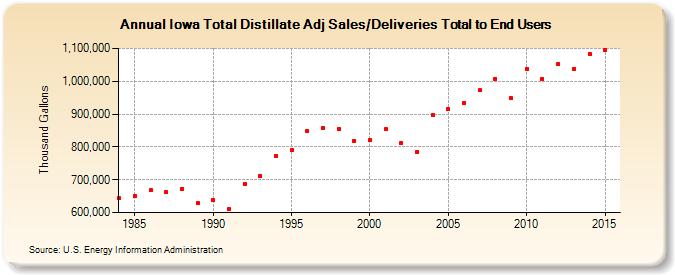 Annual Iowa Total Distillate Adj Sales/Deliveries Total to End Users
Thousand Gallons
1,100,000
1,000,000
900,000
800,000
700,000
600,000
1985 1990 1995 2000 2005 2010 2015
Source: U.S. Energy Information Administration